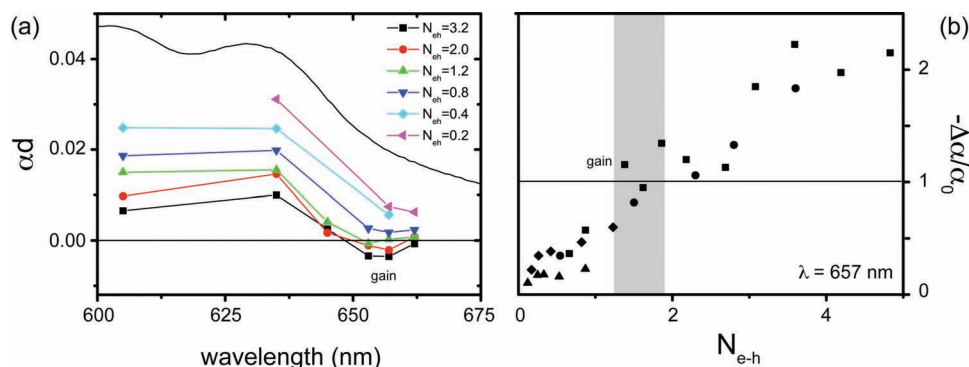 (a)
αd
0.04
0.02
0.00
600
625
650
675
wavelength (nm)
N_eh=3.2
N_eh=2.0
N_eh=1.2
N_eh=0.8
N_eh=0.4
N_eh=0.2
gain
(b)
gain
λ = 657 nm
0
2
4
N_e-h
2
1
0
-Δα/α_0